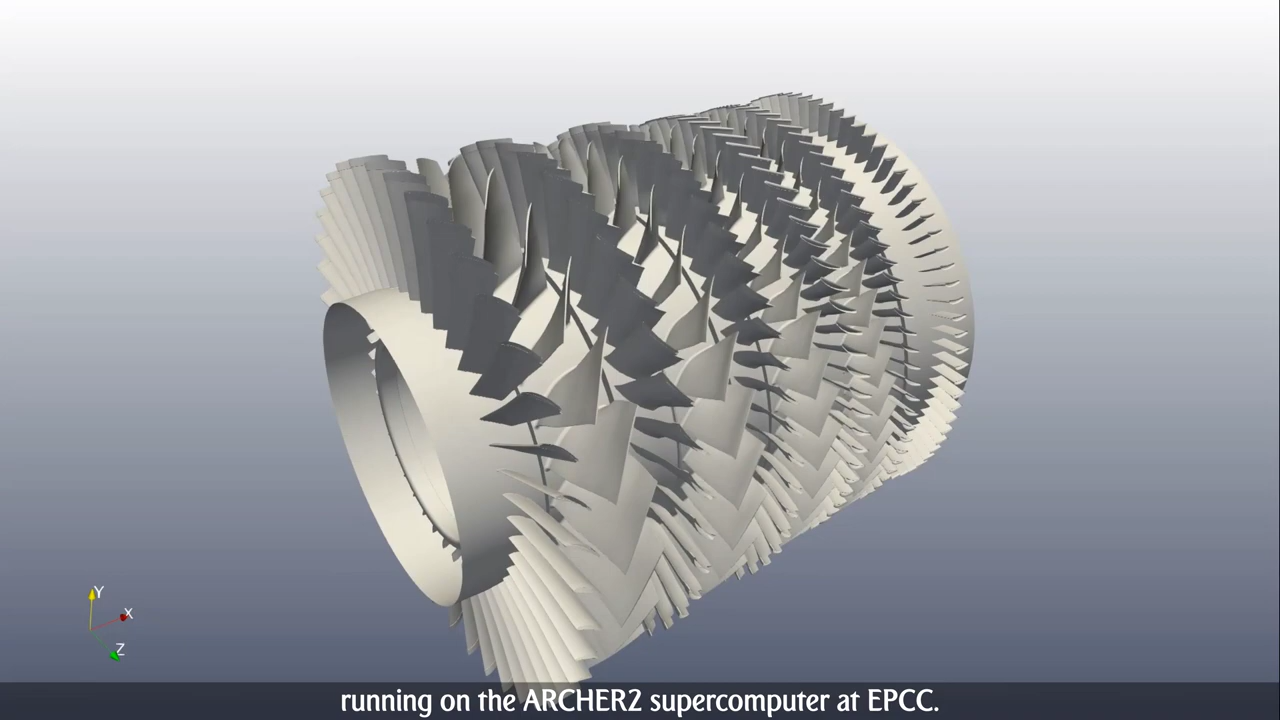 Y
X
Z
running on the ARCHER2 supercomputer at EPCC.